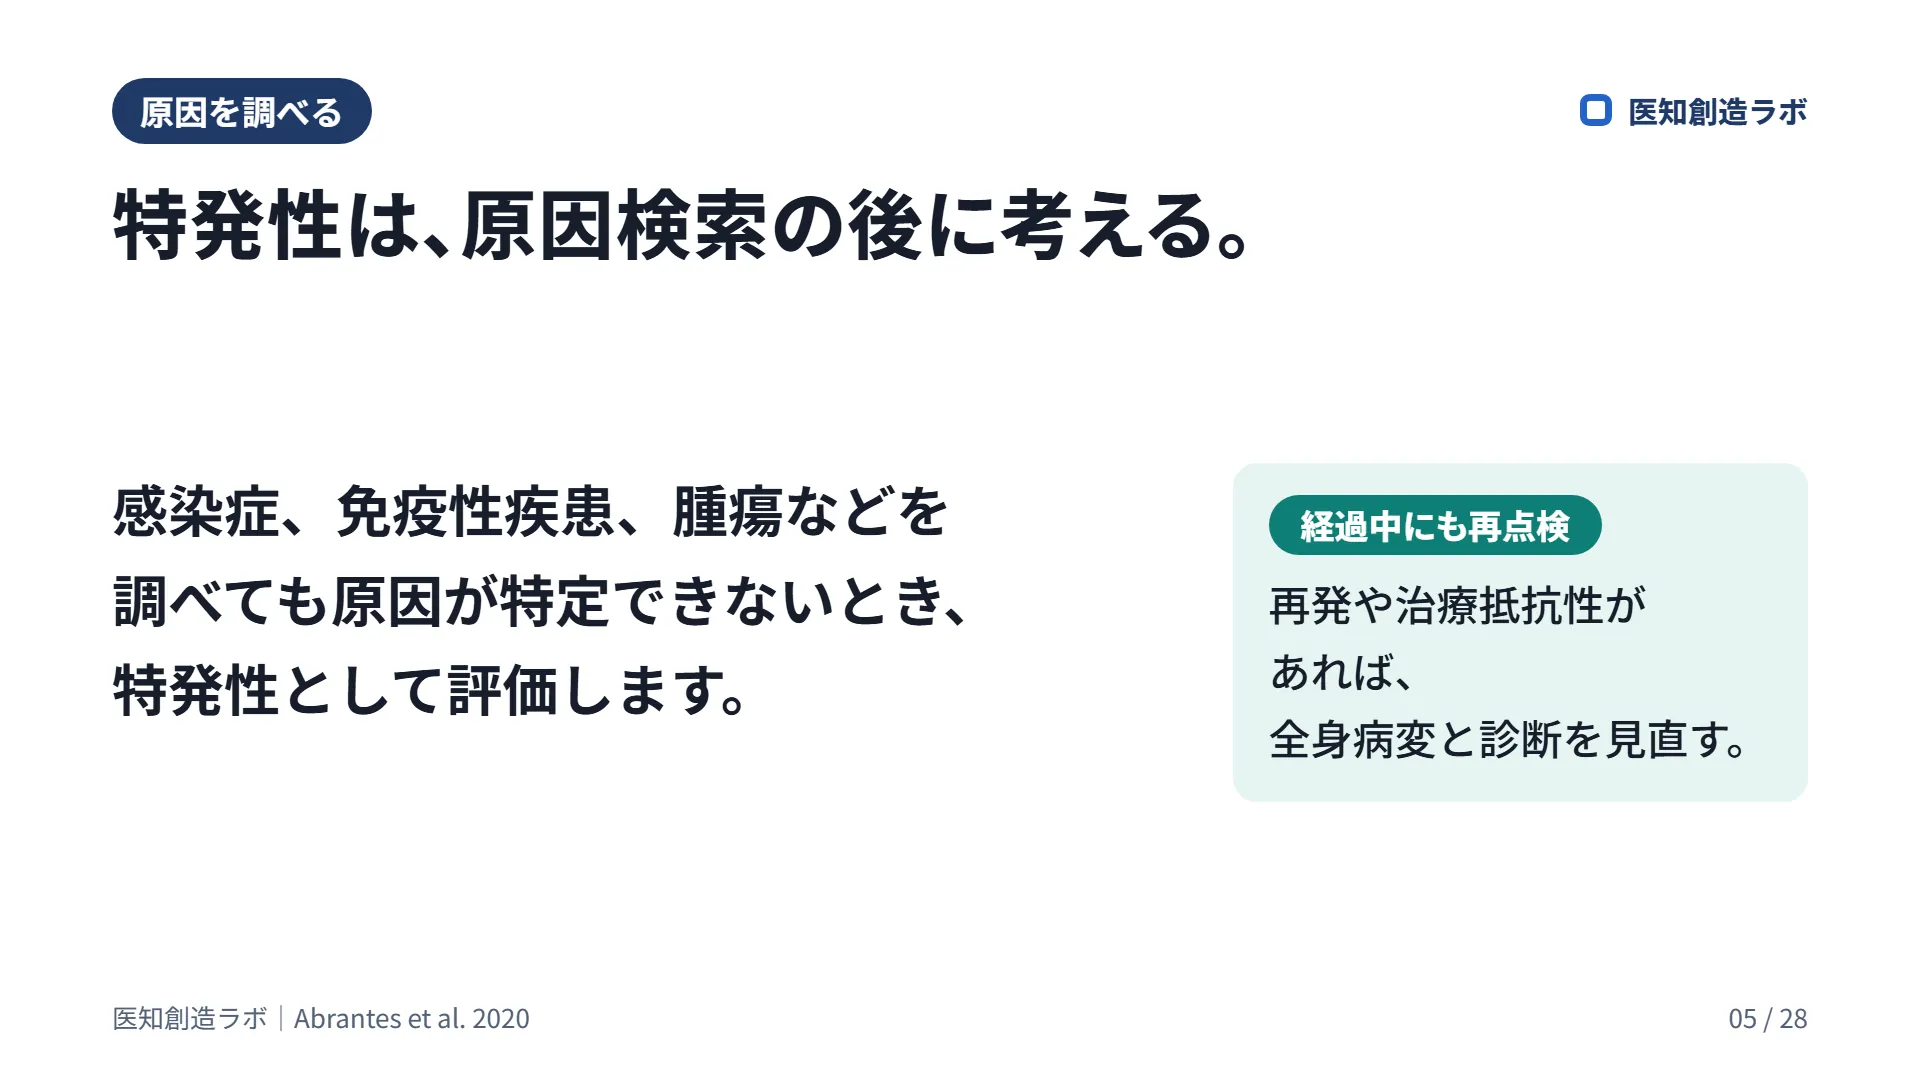 原因を調べる
医知創造ラボ
特発性は、原因検索の後に考える。
感染症、免疫性疾患、腫瘍などを
調べても原因が特定できないとき、
特発性として評価します。
経過中にも再点検
再発や治療抵抗性が
あれば、
全身病変と診断を見直す。
医知創造ラボ｜Abrantes et al. 2020
05 / 28